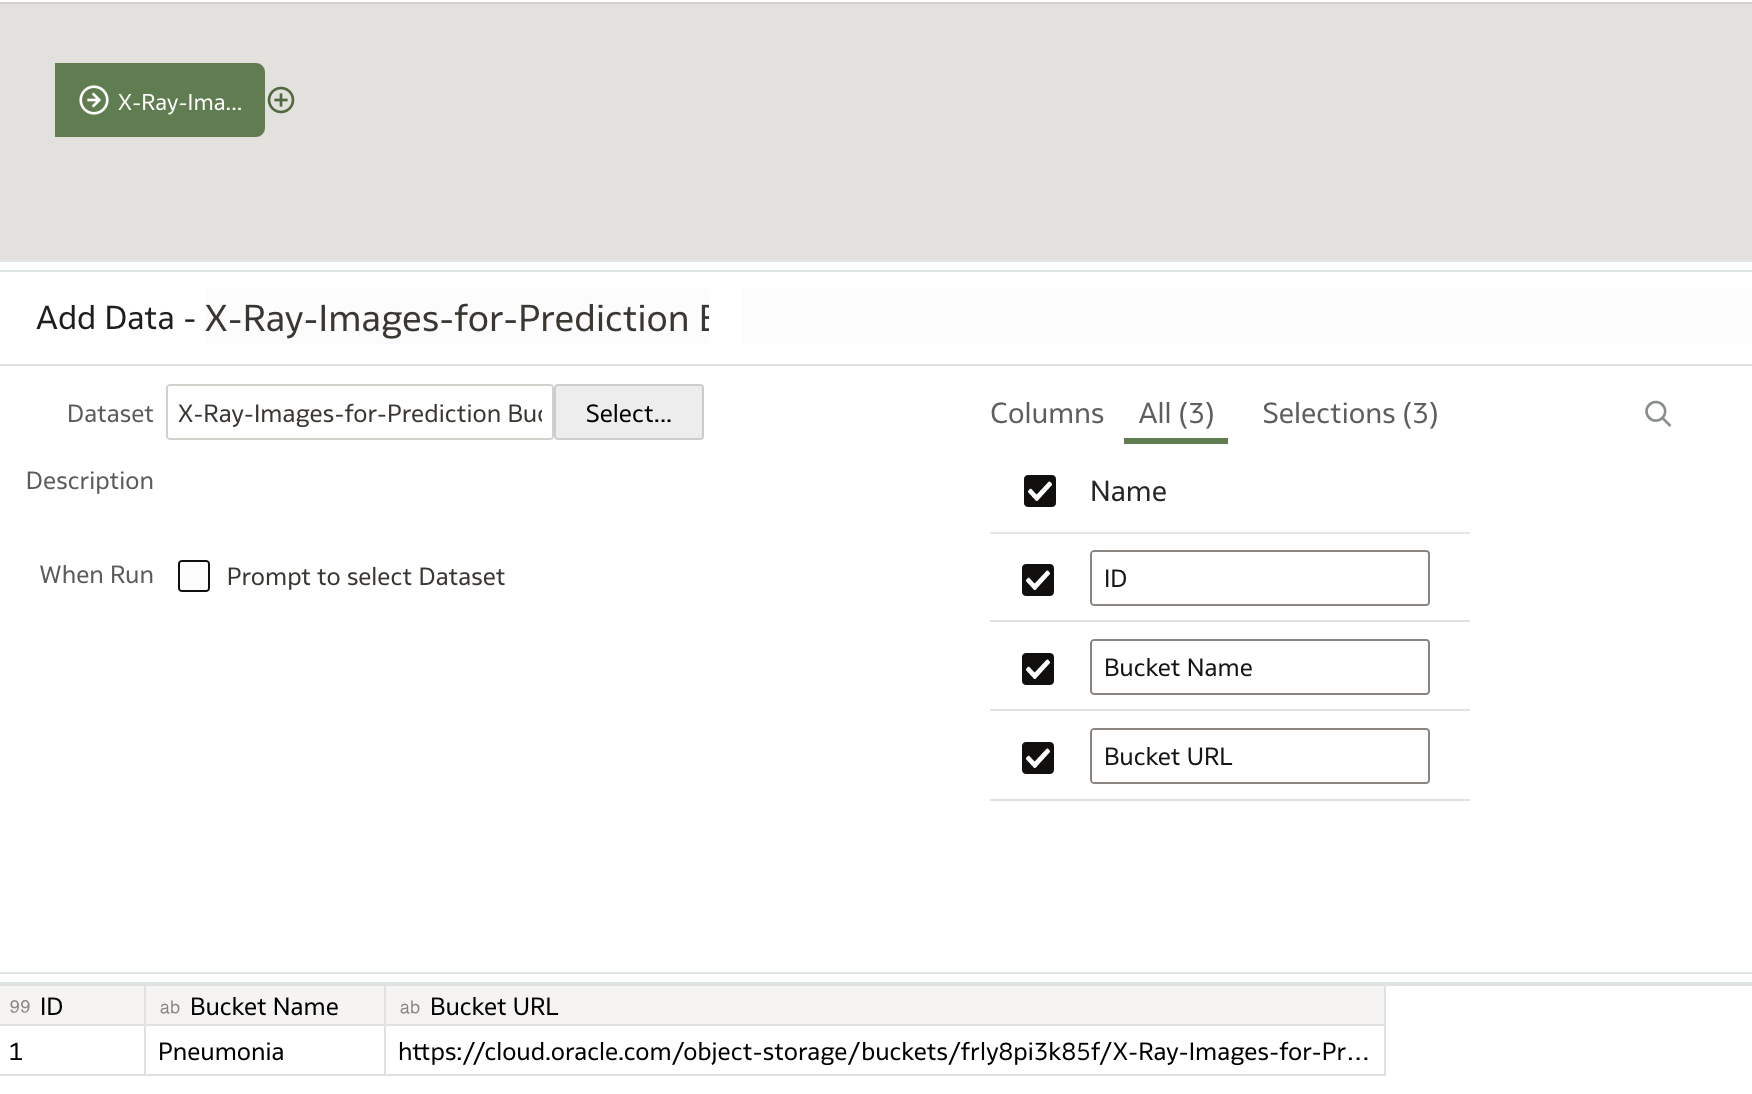 X-Ray-Ima...
Add Data - X-Ray-Images-for-Prediction
Dataset X-Ray-Images-for-Prediction Select...
Columns All (3) Selections (3)
Description
Name
When Run Prompt to select Dataset
ID
Bucket Name
Bucket URL
99 ID ab Bucket Name ab Bucket URL
1 Pneumonia https://cloud.oracle.com/object-storage/buckets/frly8pi3k85f/X-Ray-Images-for-Pr...